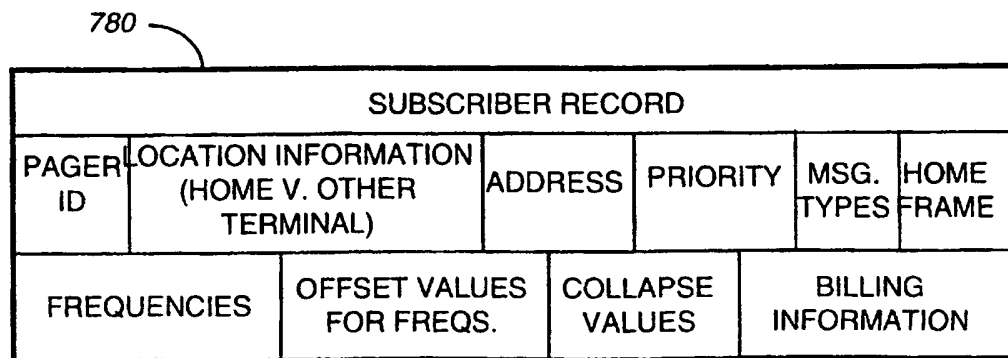 780
SUBSCRIBER RECORD
PAGER ID
LOCATION INFORMATION
(HOME V. OTHER
TERMINAL)
ADDRESS
PRIORITY
MSG.
TYPES
HOME
FRAME
FREQUENCIES
OFFSET VALUES
FOR FREQS.
COLLAPSE
VALUES
BILLING
INFORMATION